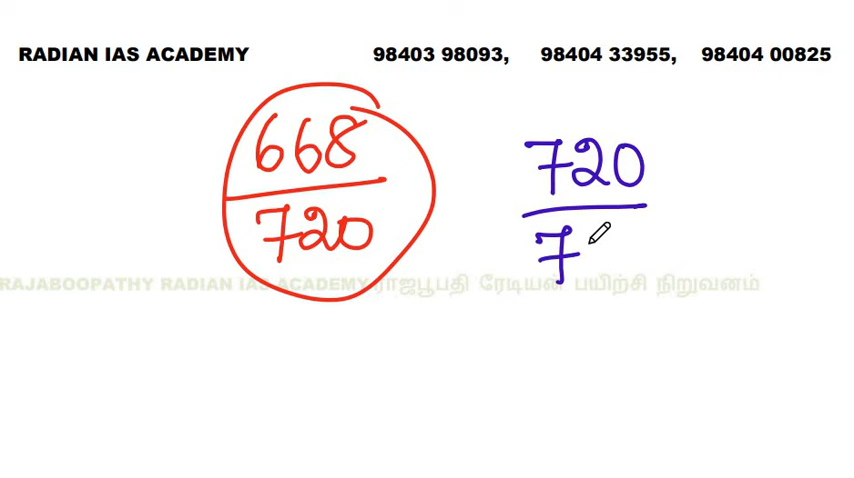 RADIAN IAS ACADEMY 98403 98093, 98404 33955, 98404 00825
668
720
720
7
RAJABOOPATHY RADIAN IAS ACADEMY ராஜபூபதி ரேடியன் பயிற்சி நிறுவனம்